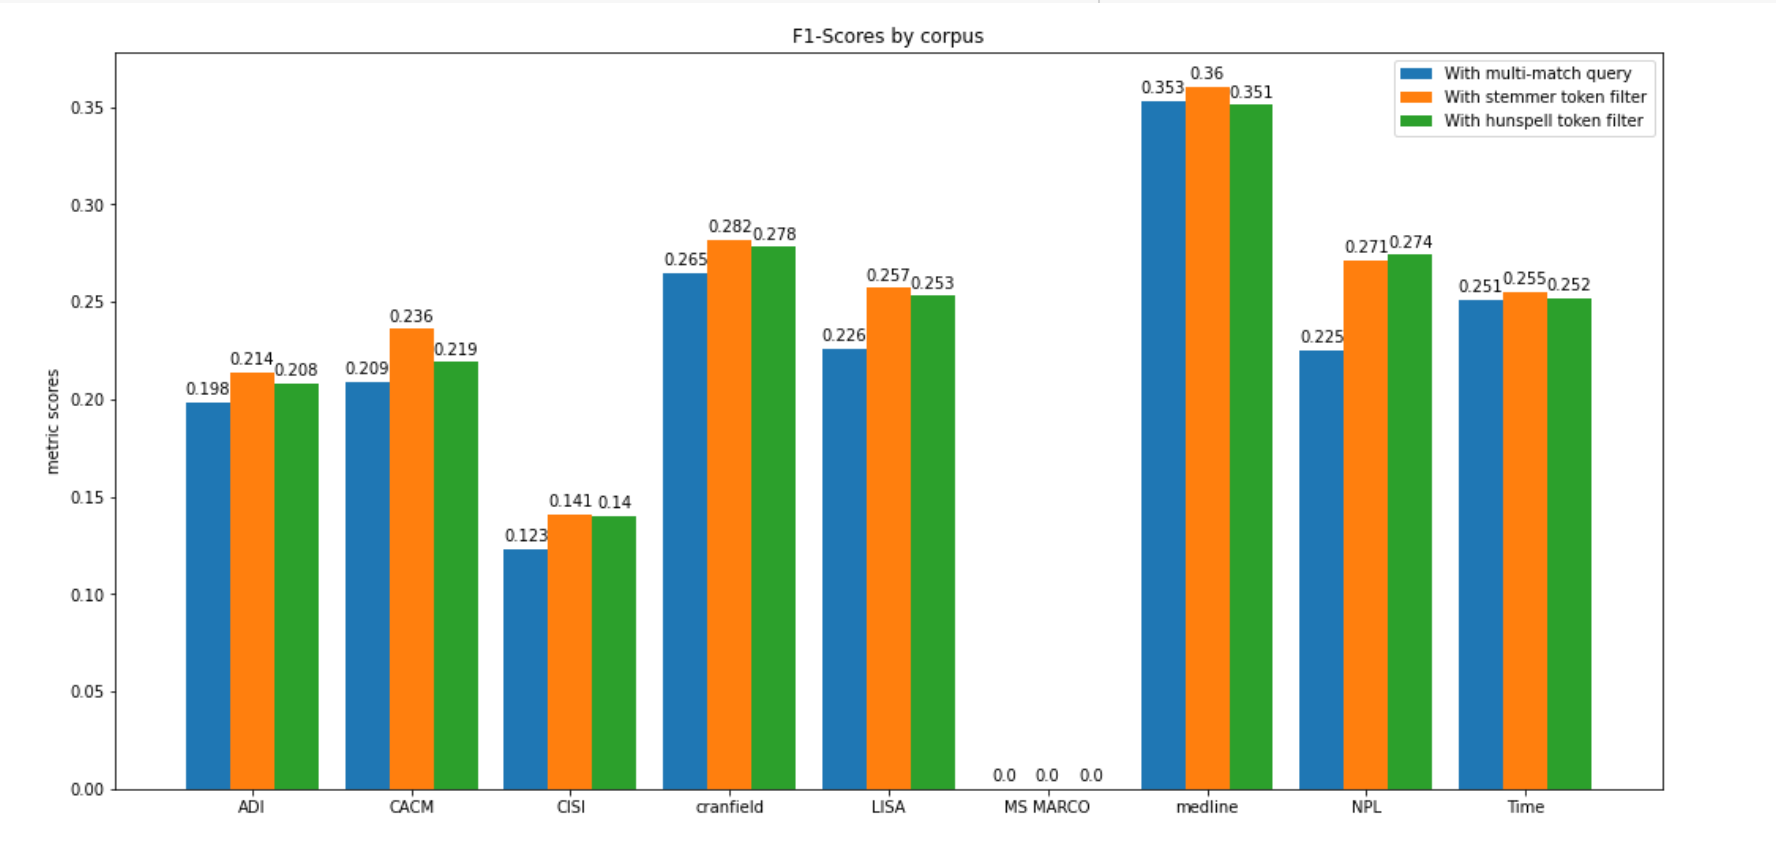 F1-Scores by corpus
With multi-match query
With stemmer token filter
With hunspell token filter
metric scores
0.35
0.30
0.25
0.20
0.15
0.10
0.05
0.00
0.198 0.214 0.208
0.209 0.236 0.219
0.123 0.141 0.14
0.265 0.282 0.278
0.226 0.257 0.253
0.0 0.0 0.0
0.353 0.36 0.351
0.225 0.271 0.274
0.251 0.255 0.252
ADI CACM CISI cranfield LISA MS MARCO medline NPL Time